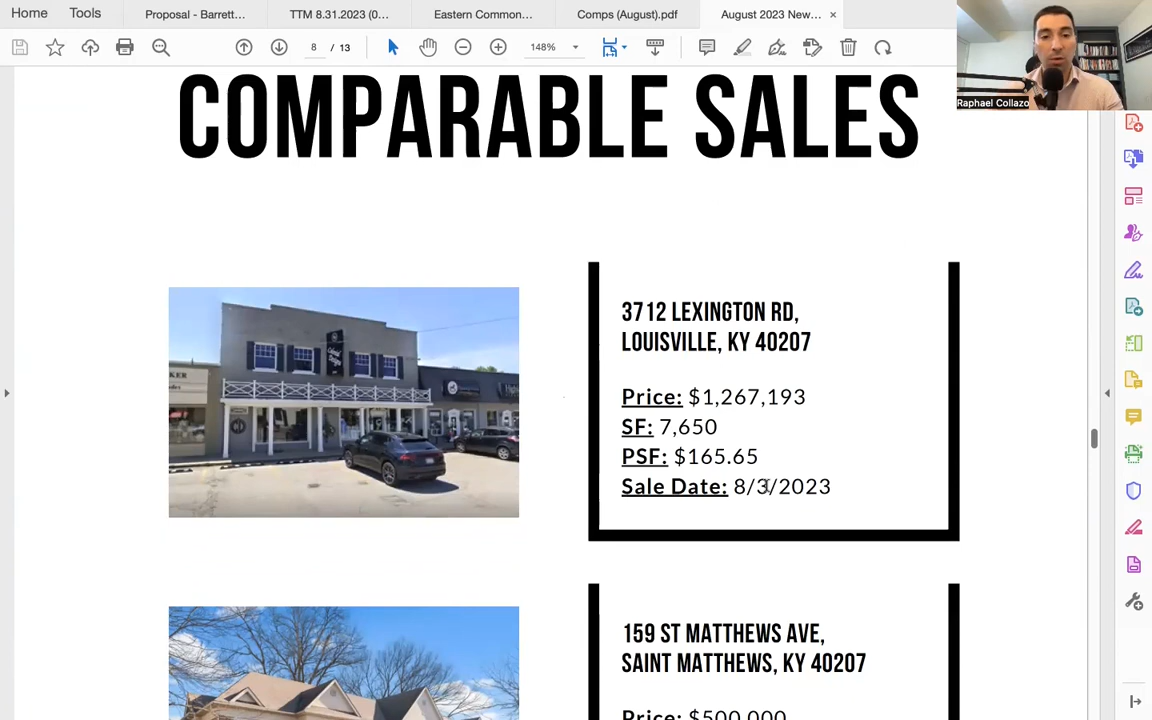 Home
Tools
Proposal - Barrett...
TTM 8.31.2023 (0...
Eastern Common...
Comps (August).pdf
August 2023 New...
×
8 / 13
148%
Raphael Collazo
COMPARABLE SALES
3712 LEXINGTON RD,
LOUISVILLE, KY 40207
Price: $1,267,193
SF: 7,650
PSF: $165.65
Sale Date: 8/3/2023
159 ST MATTHEWS AVE,
SAINT MATTHEWS, KY 40207
Price: $500,000